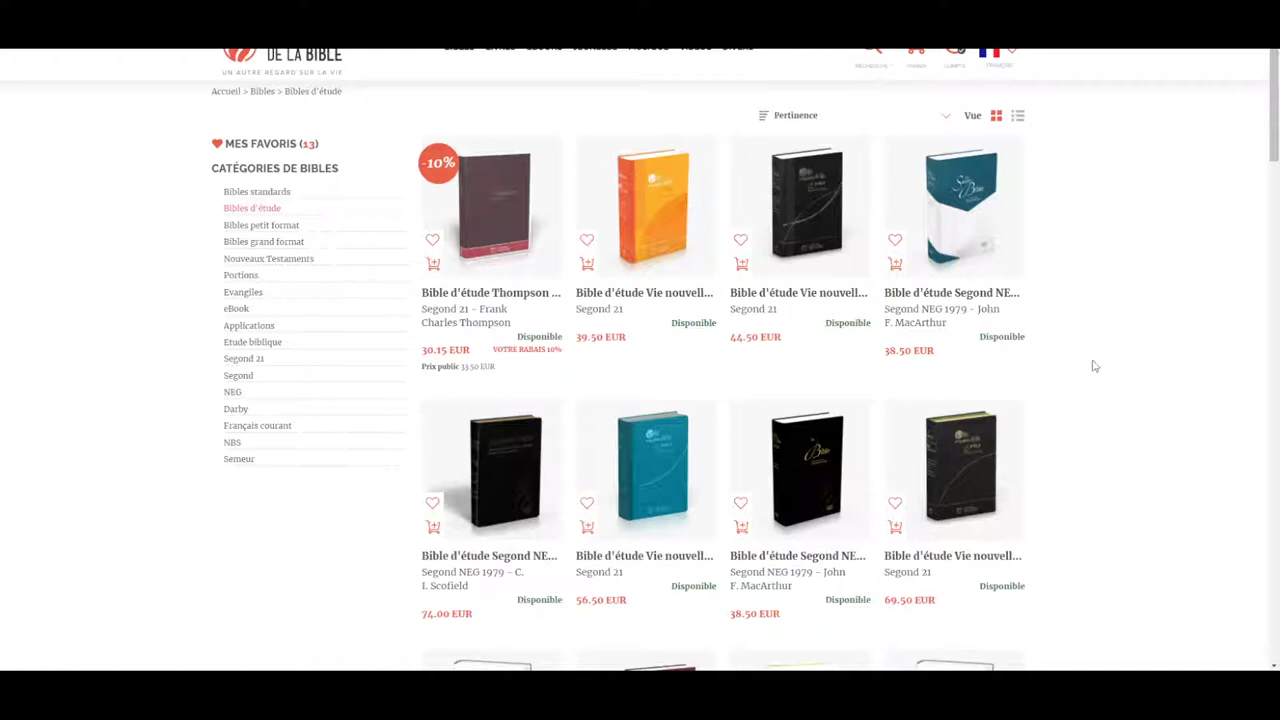 DE LA BIBLE
UN AUTRE REGARD SUR LA VIE
FRANÇAIS
Accueil > Bibles > Bibles d'étude
Pertinence
Vue
MES FAVORIS (13)
CATÉGORIES DE BIBLES
Bibles standards
Bibles d'étude
Bibles petit format
Bibles grand format
Nouveaux Testaments
Portions
Evangiles
eBook
Applications
Etude biblique
Segond 21
Segond
NEG
Darby
Français courant
NBS
Semeur
-10%
Bible d'étude Thompson ...
Segond 21 - Frank
Charles Thompson
Disponible
30.15 EUR
VOTRE RABAIS 10%
Prix public 33.50 EUR
Bible d'étude Vie nouvell...
Segond 21
Disponible
39.50 EUR
Bible d'étude Vie nouvell...
Segond 21
Disponible
44.50 EUR
Bible d'étude Segond NE...
Segond NEG 1979 - John
F. MacArthur
Disponible
38.50 EUR
Bible d'étude Segond NE...
Segond NEG 1979 - C.
I. Scofield
Disponible
74.00 EUR
Bible d'étude Vie nouvell...
Segond 21
Disponible
56.50 EUR
Bible d'étude Segond NE...
Segond NEG 1979 - John
F. MacArthur
Disponible
38.50 EUR
Bible d'étude Vie nouvell...
Segond 21
Disponible
69.50 EUR